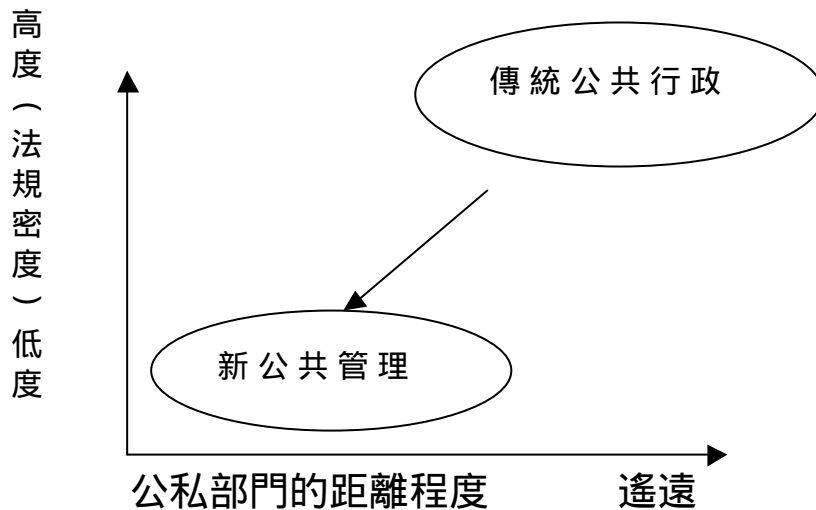 高度（法規密度）低度
傳統公共行政
新公共管理
公私部門的距離程度 遙遠